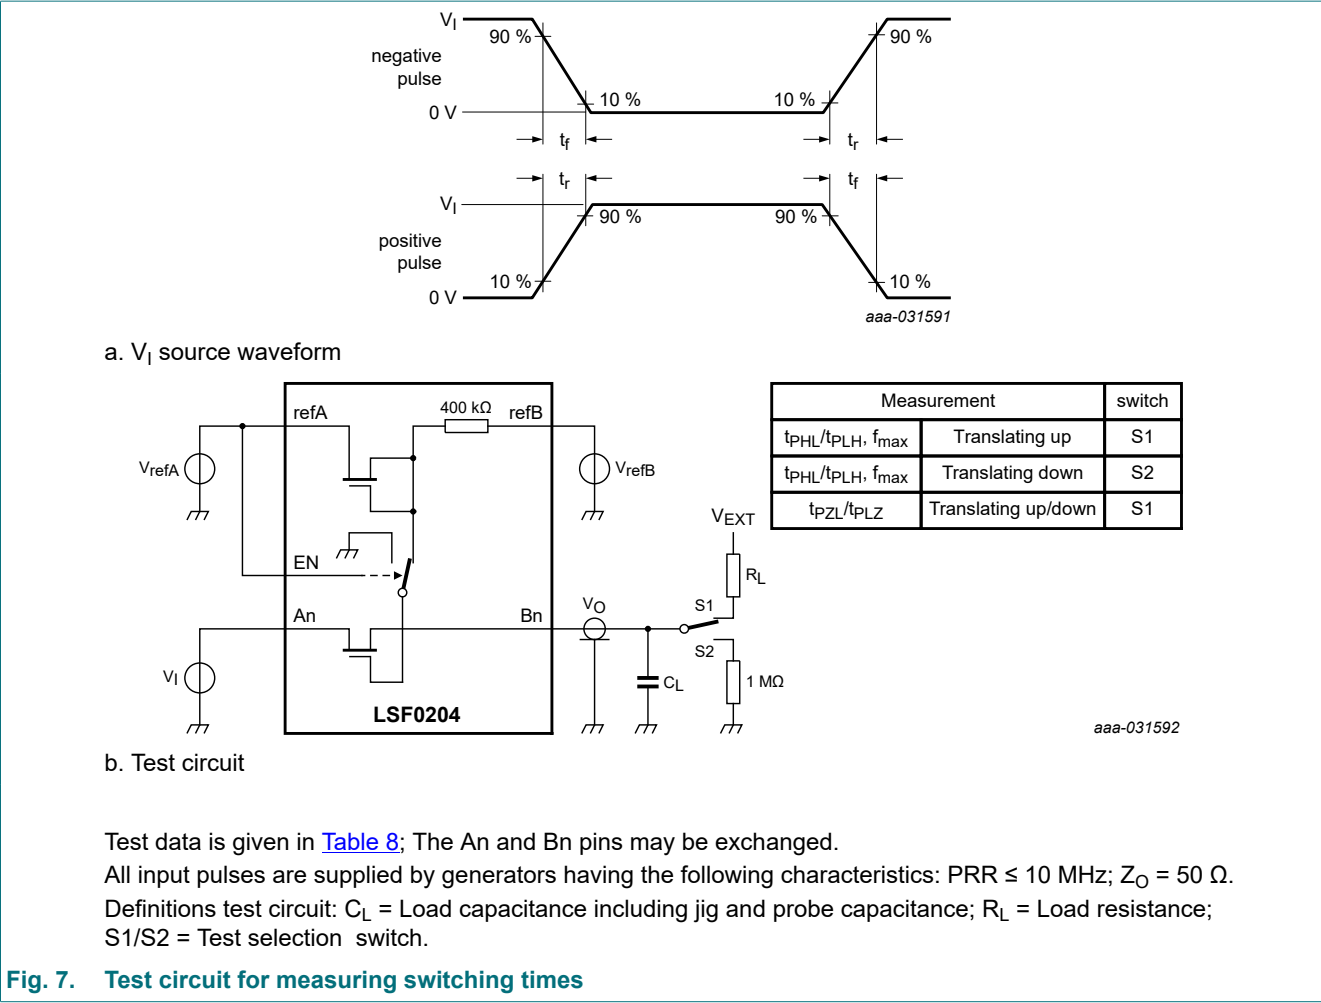 VI
90 %
90 %
negative
pulse
10 %
10 %
0 V
tf
tr
tr
tf
VI
90 %
90 %
positive
pulse
10 %
10 %
0 V
aaa-031591
a. VI source waveform
refA
400 kΩ
refB
VrefA
VrefB
EN
An
Bn
VI
LSF0204
VO
CL
VEXT
RL
S1
S2
1 MΩ
Measurement switch
tPHL/tPLH, fmax Translating up S1
tPHL/tPLH, fmax Translating down S2
tPZL/tPLZ Translating up/down S1
aaa-031592
b. Test circuit
Test data is given in Table 8; The An and Bn pins may be exchanged.
All input pulses are supplied by generators having the following characteristics: PRR ≤ 10 MHz; ZO = 50 Ω.
Definitions test circuit: CL = Load capacitance including jig and probe capacitance; RL = Load resistance;
S1/S2 = Test selection switch.
Fig. 7. Test circuit for measuring switching times